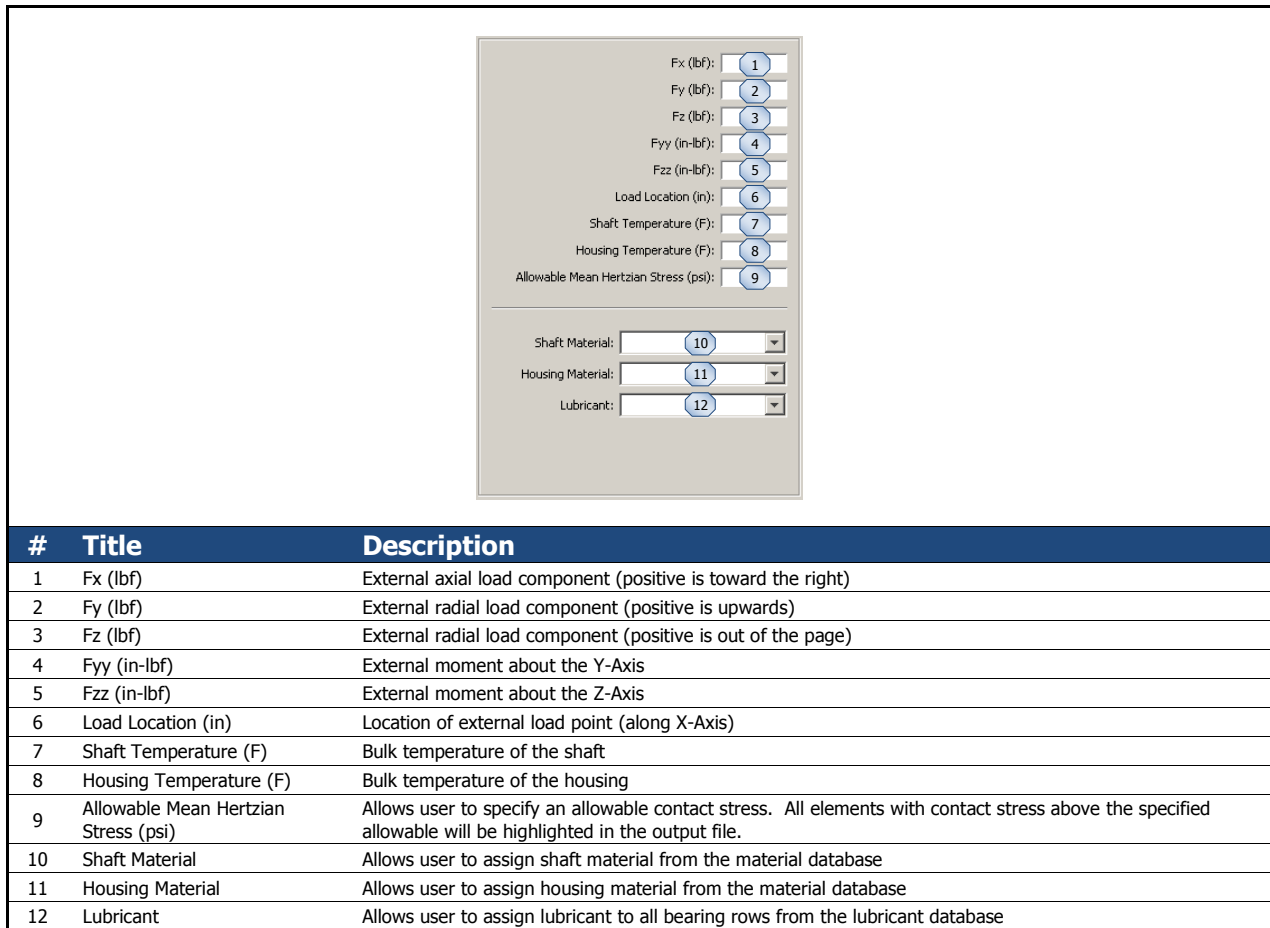 Fx (lbf): 1
Fy (lbf): 2
Fz (lbf): 3
Fyy (in-lbf): 4
Fzz (in-lbf): 5
Load Location (in): 6
Shaft Temperature (F): 7
Housing Temperature (F): 8
Allowable Mean Hertzian Stress (psi): 9
Shaft Material: 10
Housing Material: 11
Lubricant: 12
# Title Description
1 Fx (lbf) External axial load component (positive is toward the right)
2 Fy (lbf) External radial load component (positive is upwards)
3 Fz (lbf) External radial load component (positive is out of the page)
4 Fyy (in-lbf) External moment about the Y-Axis
5 Fzz (in-lbf) External moment about the Z-Axis
6 Load Location (in) Location of external load point (along X-Axis)
7 Shaft Temperature (F) Bulk temperature of the shaft
8 Housing Temperature (F) Bulk temperature of the housing
9 Allowable Mean Hertzian
Stress (psi)
Allows user to specify an allowable contact stress. All elements with contact stress above the specified
allowable will be highlighted in the output file.
10 Shaft Material Allows user to assign shaft material from the material database
11 Housing Material Allows user to assign housing material from the material database
12 Lubricant Allows user to assign lubricant to all bearing rows from the lubricant database